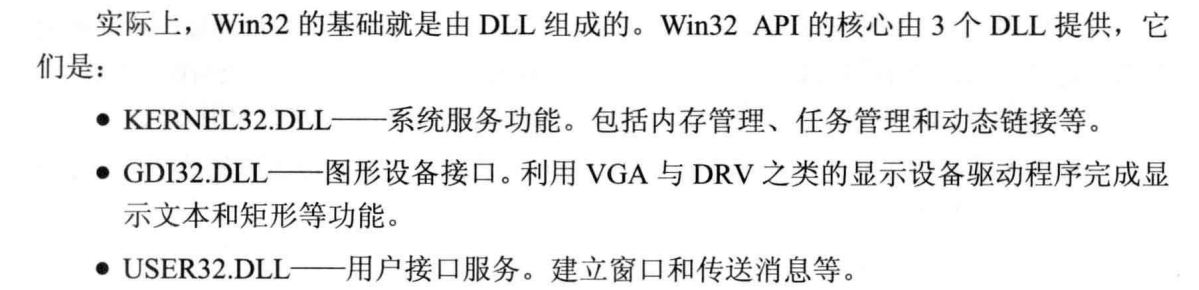 实际上，Win32 的基础就是由 DLL 组成的。Win32 API 的核心由 3 个 DLL 提供，它
们是：
● KERNEL32.DLL——系统服务功能。包括内存管理、任务管理和动态链接等。
● GDI32.DLL——图形设备接口。利用 VGA 与 DRV 之类的显示设备驱动程序完成显
示文本和矩形等功能。
● USER32.DLL——用户接口服务。建立窗口和传送消息等。